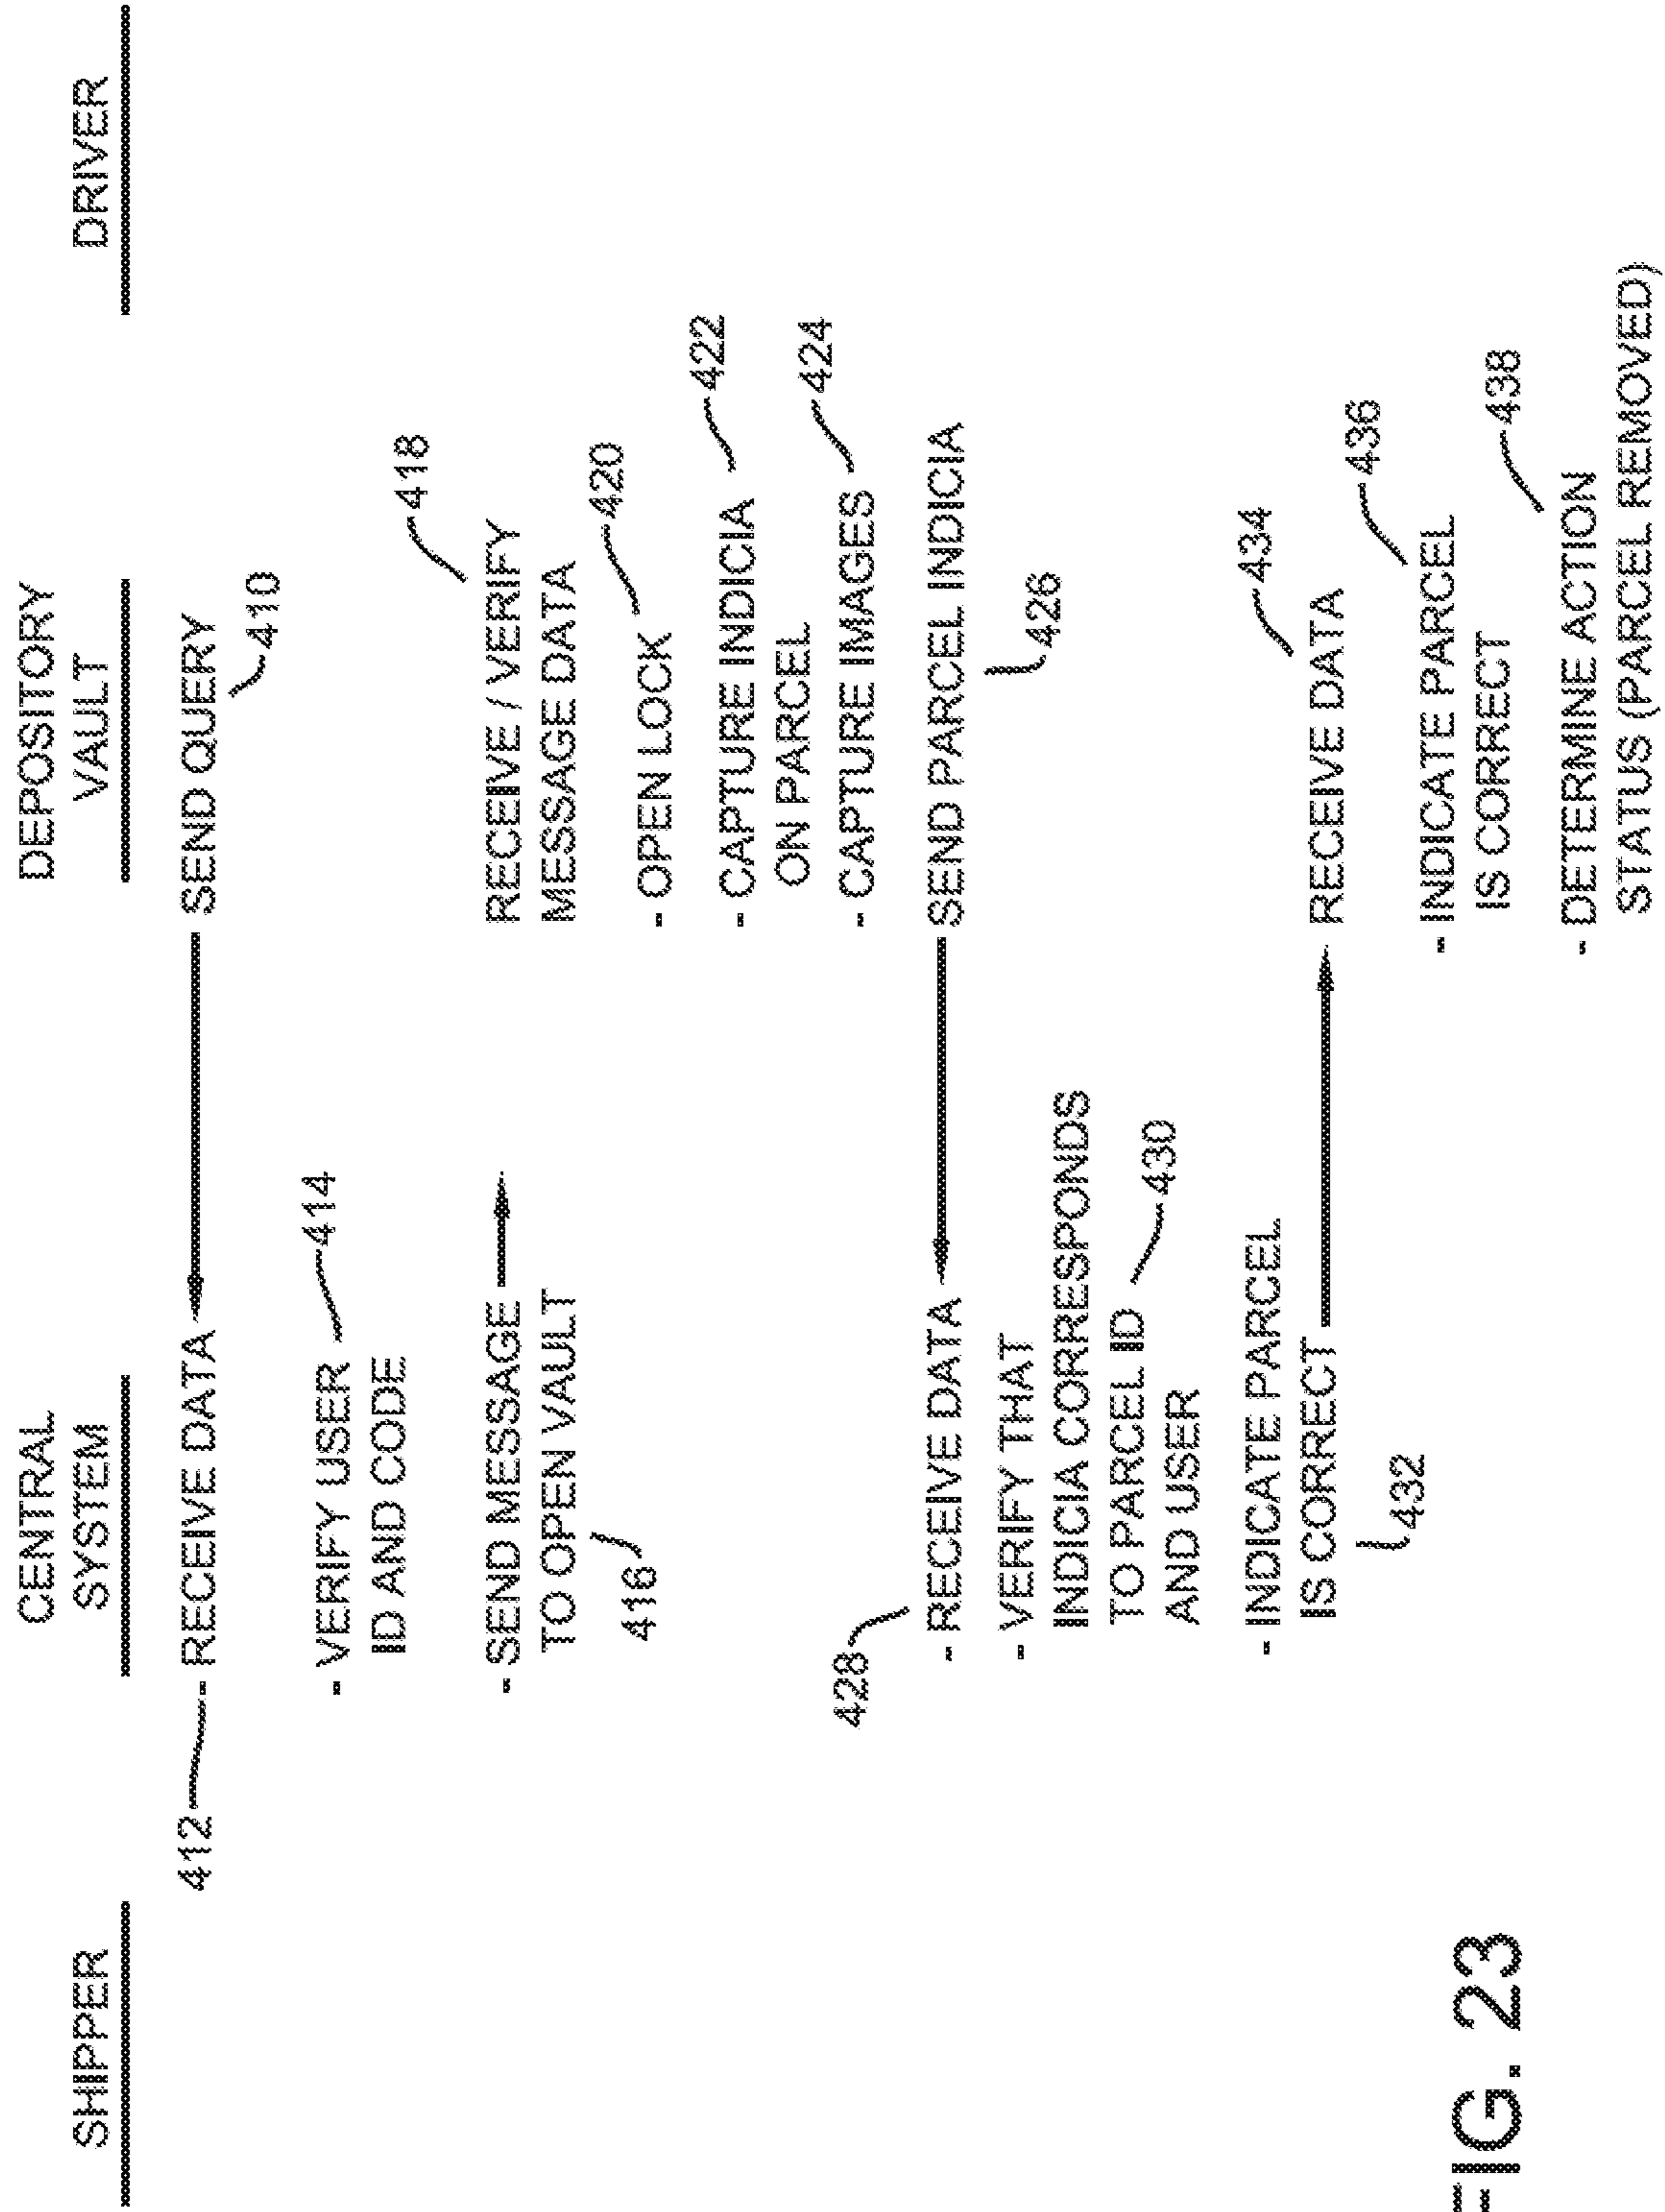 SHIPPER
CENTRAL
SYSTEM
DEPOSITORY
VAULT
DRIVER
412
- RECEIVE DATA
SEND QUERY
410
- VERIFY USER
ID AND CODE
414
- SEND MESSAGE
TO OPEN VAULT
416
418
RECEIVE / VERIFY
MESSAGE DATA
420
- OPEN LOCK
422
- CAPTURE INDICIA
ON PARCEL
424
- CAPTURE IMAGES
428
- RECEIVE DATA
SEND PARCEL INDICIA
426
- VERIFY THAT
INDICIA CORRESPONDS
TO PARCEL ID
AND USER
430
- INDICATE PARCEL
IS CORRECT
432
434
RECEIVE DATA
436
- INDICATE PARCEL
IS CORRECT
438
- DETERMINE ACTION
STATUS (PARCEL REMOVED)
FIG. 23